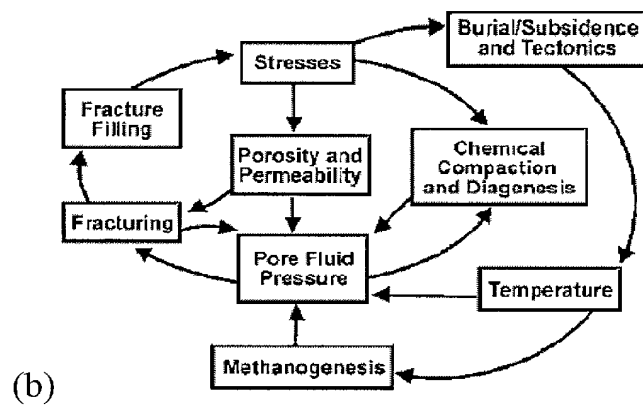 Burial/Subsidence
and Tectonics
Stresses
Fracture
Filling
Porosity and
Permeability
Chemical
Compaction
and Diagenesis
Fracturing
Pore Fluid
Pressure
Temperature
Methanogenesis
(b)